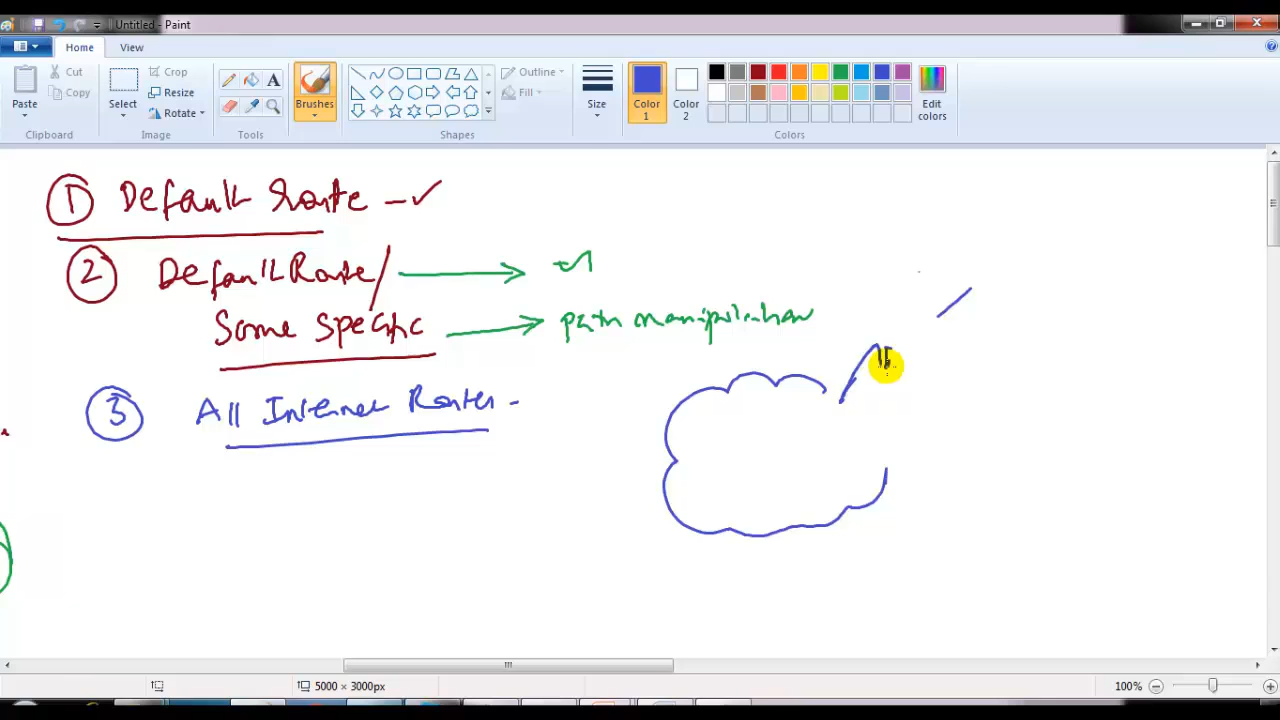 Untitled - Paint
Home View
Paste
Cut
Copy
Clipboard
Select
Crop
Resize
Rotate
Image
Tools
Brushes
Shapes
Outline
Fill
Size
Color 1
Color 2
Edit colors
Colors
① Default Route - ✓
② Default Route/ →
Some Specific → path manipulation
③ All Internet Routes -
5000 × 3000px
100%